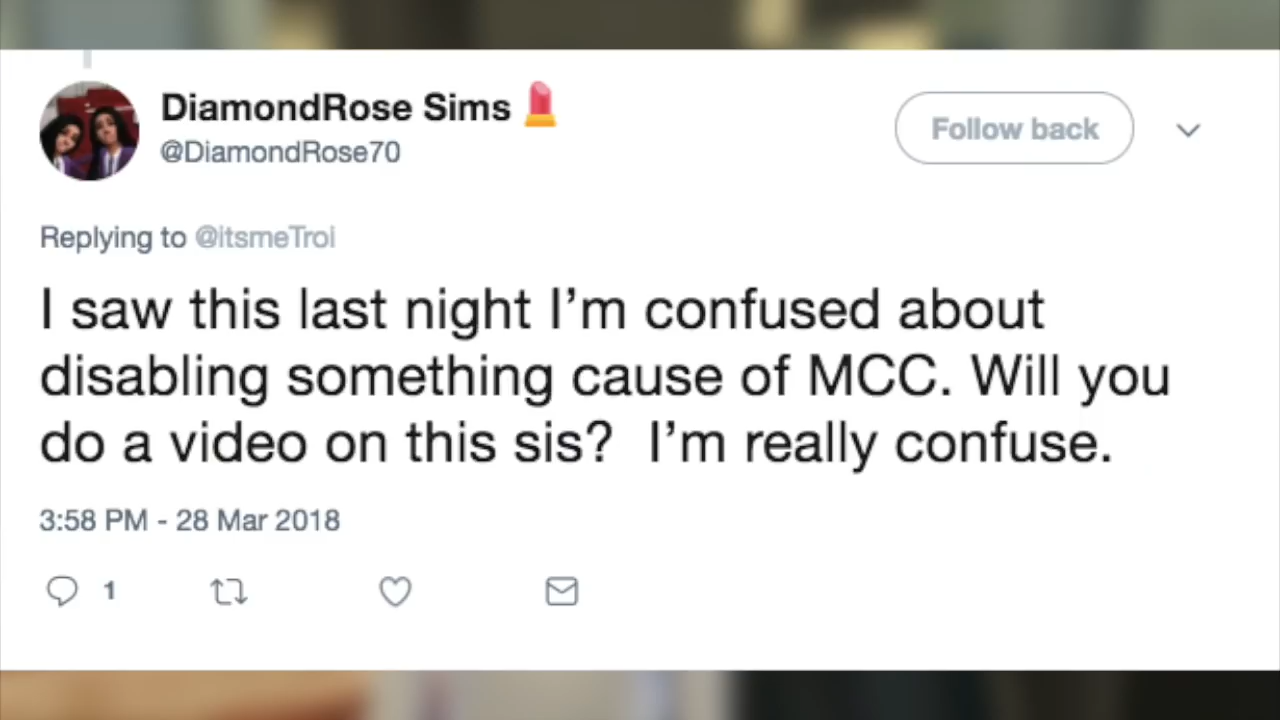 DiamondRose Sims
@DiamondRose70
Follow back
Replying to @itsmeTroi
I saw this last night I’m confused about
disabling something cause of MCC. Will you
do a video on this sis?  I’m really confuse.
3:58 PM - 28 Mar 2018
1